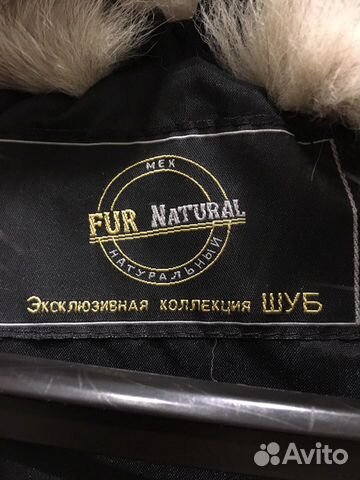 МЕХ
FUR NATURAL
НАТУРАЛЬНЫЙ
ЭКСКЛЮЗИВНАЯ КОЛЛЕКЦИЯ ШУБ
Avito